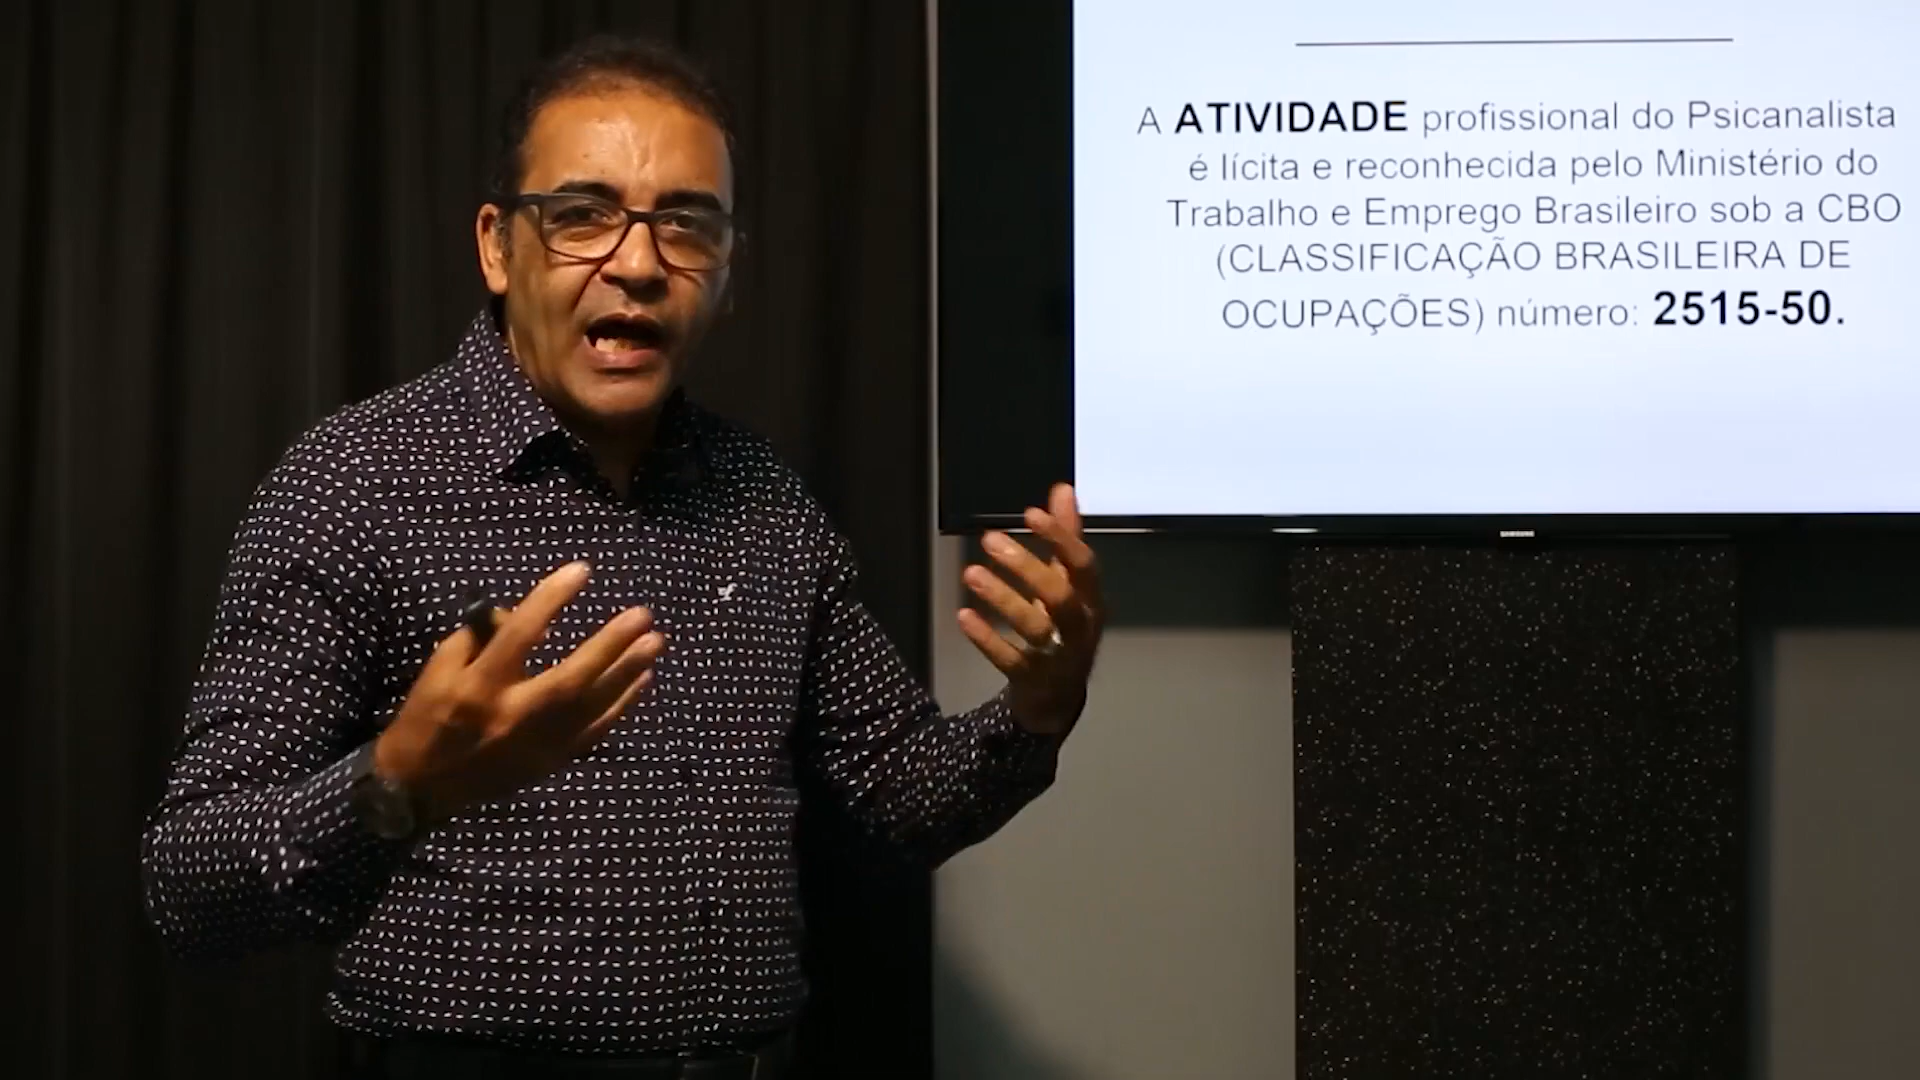 A ATIVIDADE profissional do Psicanalista
é lícita e reconhecida pelo Ministério do
Trabalho e Emprego Brasileiro sob a CBO
(CLASSIFICAÇÃO BRASILEIRA DE
OCUPAÇÕES) número: 2515-50.
SAMSUNG